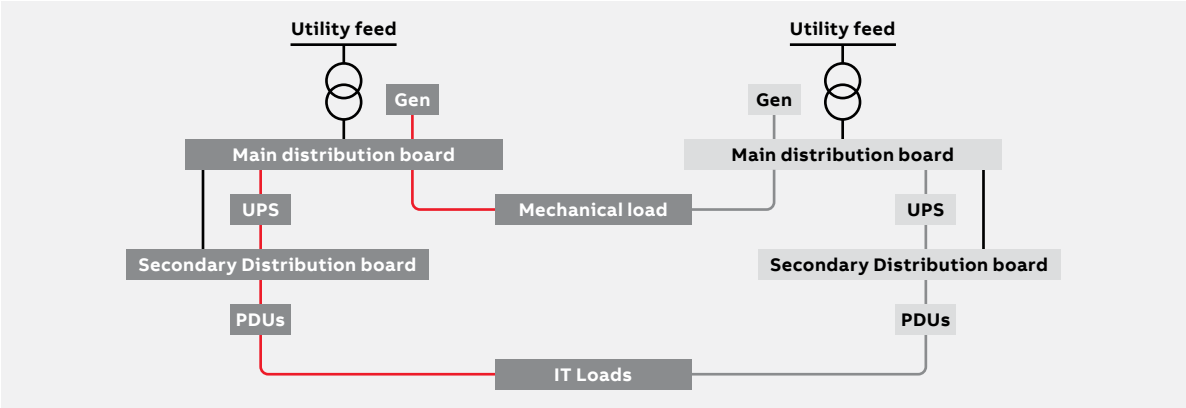 Utility feed
Utility feed
Gen
Gen
Main distribution board
Main distribution board
UPS
Mechanical load
UPS
Secondary Distribution board
Secondary Distribution board
PDUs
PDUs
IT Loads